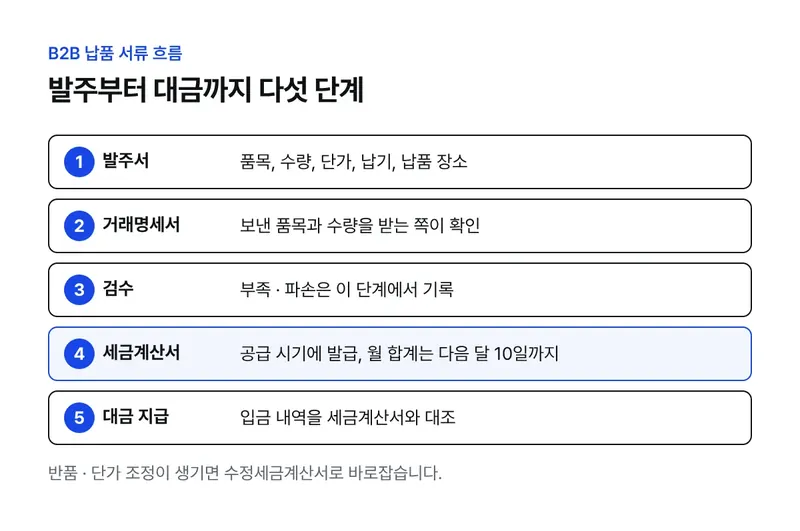 B2B 납품 서류 흐름
발주부터 대금까지 다섯 단계
1 발주서 품목, 수량, 단가, 납기, 납품 장소
2 거래명세서 보낸 품목과 수량을 받는 쪽이 확인
3 검수 부족 · 파손은 이 단계에서 기록
4 세금계산서 공급 시기에 발급, 월 합계는 다음 달 10일까지
5 대금 지급 입금 내역을 세금계산서와 대조
반품 · 단가 조정이 생기면 수정세금계산서로 바로잡습니다.